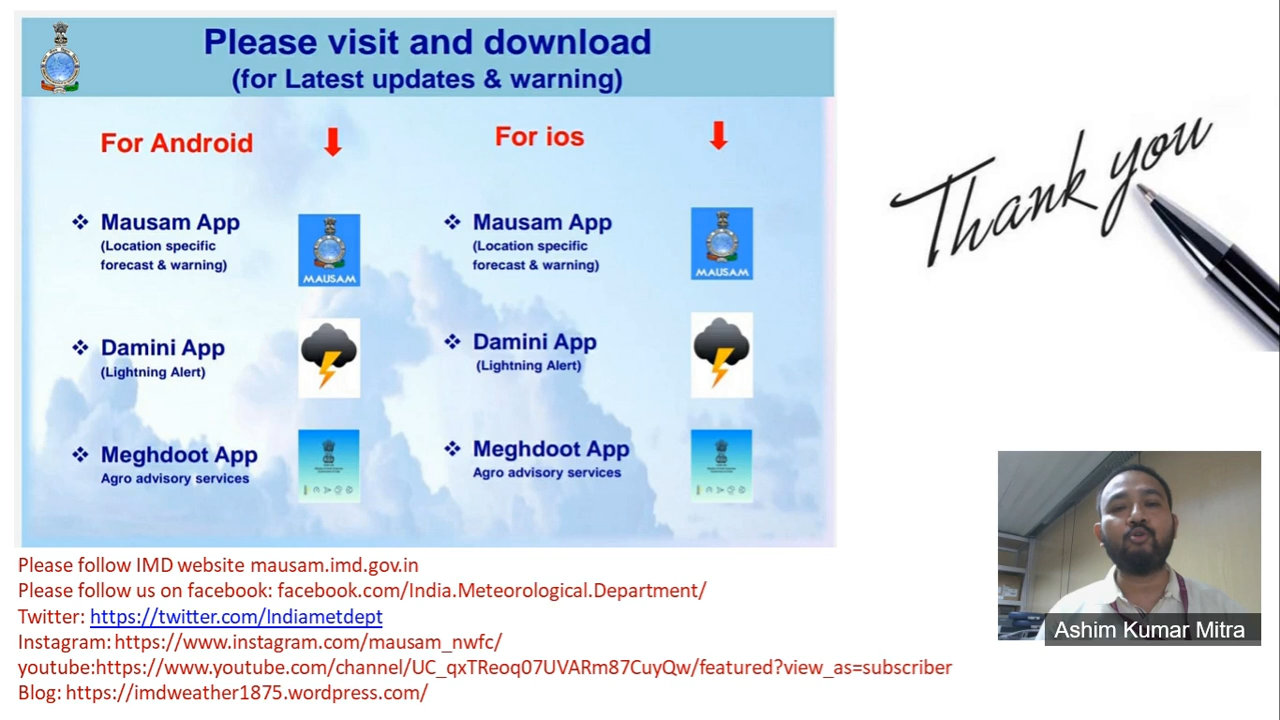 Please visit and download
(for Latest updates & warning)
For Android
Mausam App
(Location specific
forecast & warning)
MAUSAM
Damini App
(Lightning Alert)
Meghdoot App
Agro advisory services
For ios
Mausam App
(Location specific
forecast & warning)
MAUSAM
Damini App
(Lightning Alert)
Meghdoot App
Agro advisory services
Thank you
Ashim Kumar Mitra
Please follow IMD website mausam.imd.gov.in
Please follow us on facebook: facebook.com/India.Meteorological.Department/
Twitter: https://twitter.com/Indiametdept
Instagram: https://www.instagram.com/mausam_nwfc/
youtube:https://www.youtube.com/channel/UC_qxTReoq07UVARm87CuyQw/featured?view_as=subscriber
Blog: https://imdweather1875.wordpress.com/